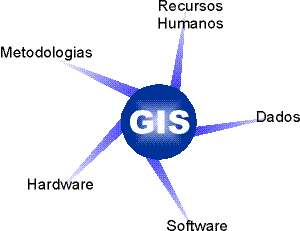 Recursos
Humanos
Metodologias
GIS
Dados
Hardware
Software